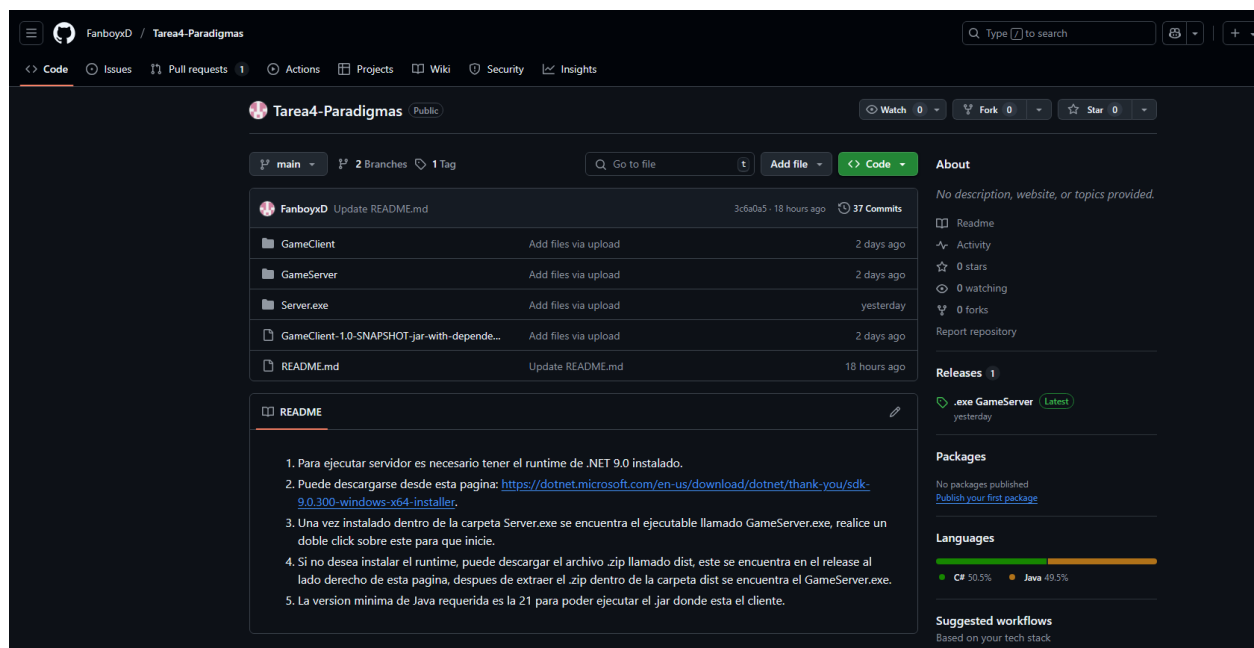 FanboyxD / Tarea4-Paradigmas
Type / to search
Code
Issues
Pull requests 1
Actions
Projects
Wiki
Security
Insights
Tarea4-Paradigmas Public
Watch 0
Fork 0
Star 0
main
2 Branches
1 Tag
Go to file t
Add file
Code
FanboyxD Update README.md 3c6a0a5 · 18 hours ago 37 Commits
GameClient Add files via upload 2 days ago
GameServer Add files via upload 2 days ago
Server.exe Add files via upload yesterday
GameClient-1.0-SNAPSHOT-jar-with-depende... Add files via upload 2 days ago
README.md Update README.md 18 hours ago
README
1. Para ejecutar servidor es necesario tener el runtime de .NET 9.0 instalado.
2. Puede descargarse desde esta pagina: https://dotnet.microsoft.com/en-us/download/dotnet/thank-you/sdk-
9.0.300-windows-x64-installer.
3. Una vez instalado dentro de la carpeta Server.exe se encuentra el ejecutable llamado GameServer.exe, realice un
doble click sobre este para que inicie.
4. Si no desea instalar el runtime, puede descargar el archivo .zip llamado dist, este se encuentra en el release al
lado derecho de esta pagina, despues de extraer el .zip dentro de la carpeta dist se encuentra el GameServer.exe.
5. La version minima de Java requerida es la 21 para poder ejecutar el .jar donde esta el cliente.
About
No description, website, or topics provided.
Readme
Activity
0 stars
0 watching
0 forks
Report repository
Releases 1
.exe GameServer Latest
yesterday
Packages
No packages published
Publish your first package
Languages
C# 50.5% Java 49.5%
Suggested workflows
Based on your tech stack